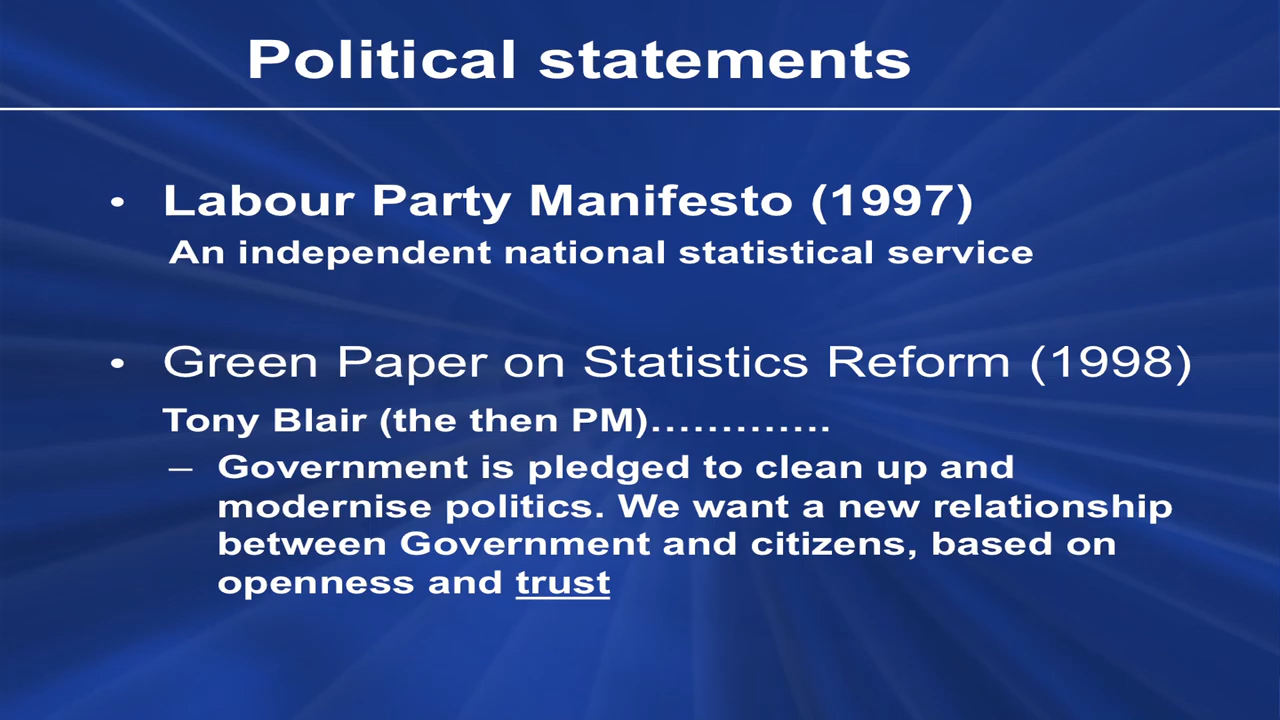 Political statements
• Labour Party Manifesto (1997)
An independent national statistical service
• Green Paper on Statistics Reform (1998)
Tony Blair (the then PM).............
– Government is pledged to clean up and
modernise politics. We want a new relationship
between Government and citizens, based on
openness and trust